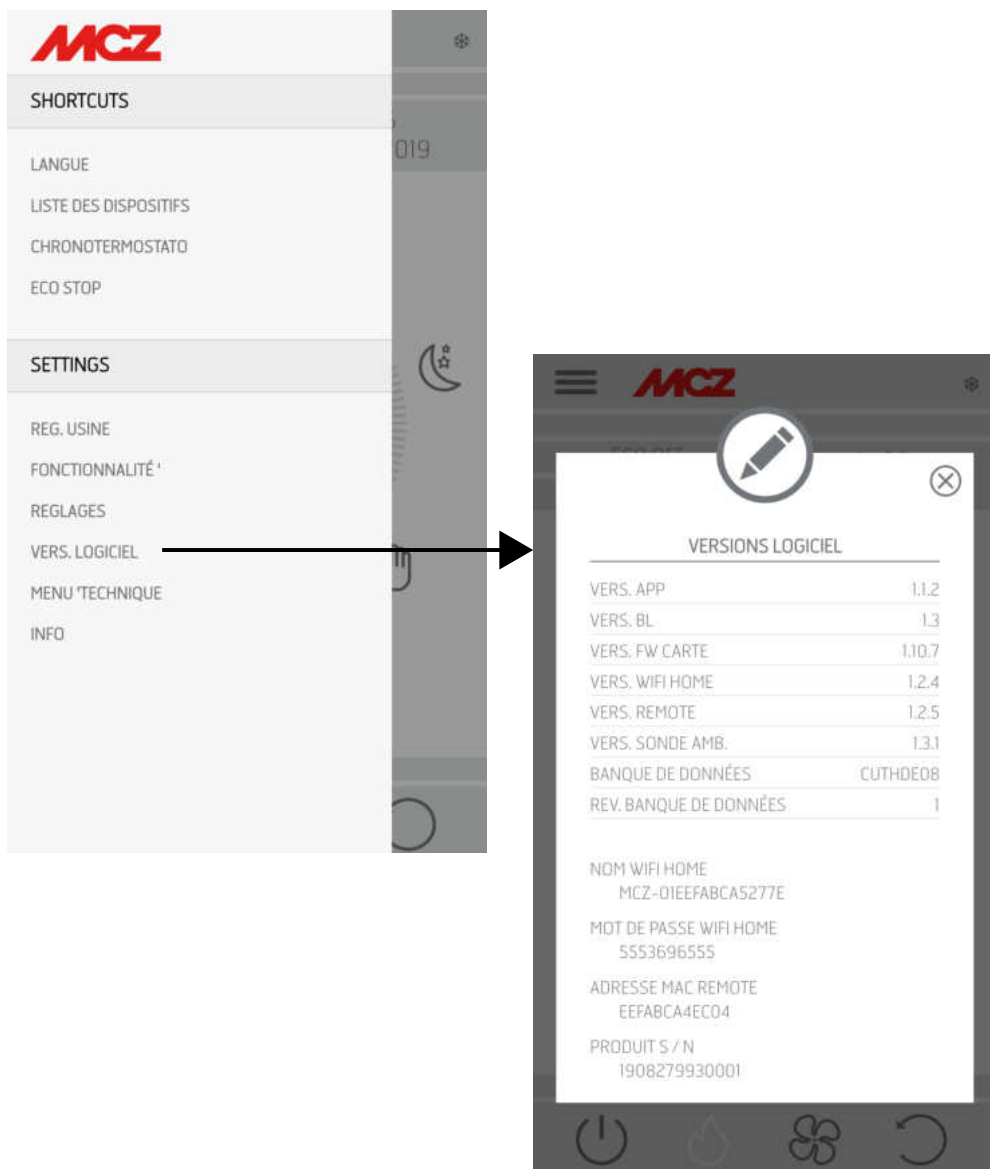 MCZ
SHORTCUTS
019
LANGUE
LISTE DES DISPOSITIFS
CHRONOTERMOSTATO
ECO STOP
SETTINGS
REG. USINE
FONCTIONNALITÉ '
REGLAGES
VERS. LOGICIEL
MENU 'TECHNIQUE
INFO
MCZ
VERSIONS LOGICIEL
VERS. APP 1.1.2
VERS. BL 1.3
VERS. FW CARTE 1.10.7
VERS. WIFI HOME 1.2.4
VERS. REMOTE 1.2.5
VERS. SONDE AMB. 1.3.1
BANQUE DE DONNÉES CUTHDE08
REV. BANQUE DE DONNÉES 1
NOM WIFI HOME
MCZ-01EEFABCA5277E
MOT DE PASSE WIFI HOME
5553696555
ADRESSE MAC REMOTE
EEFABCA4EC04
PRODUIT S / N
1908279930001